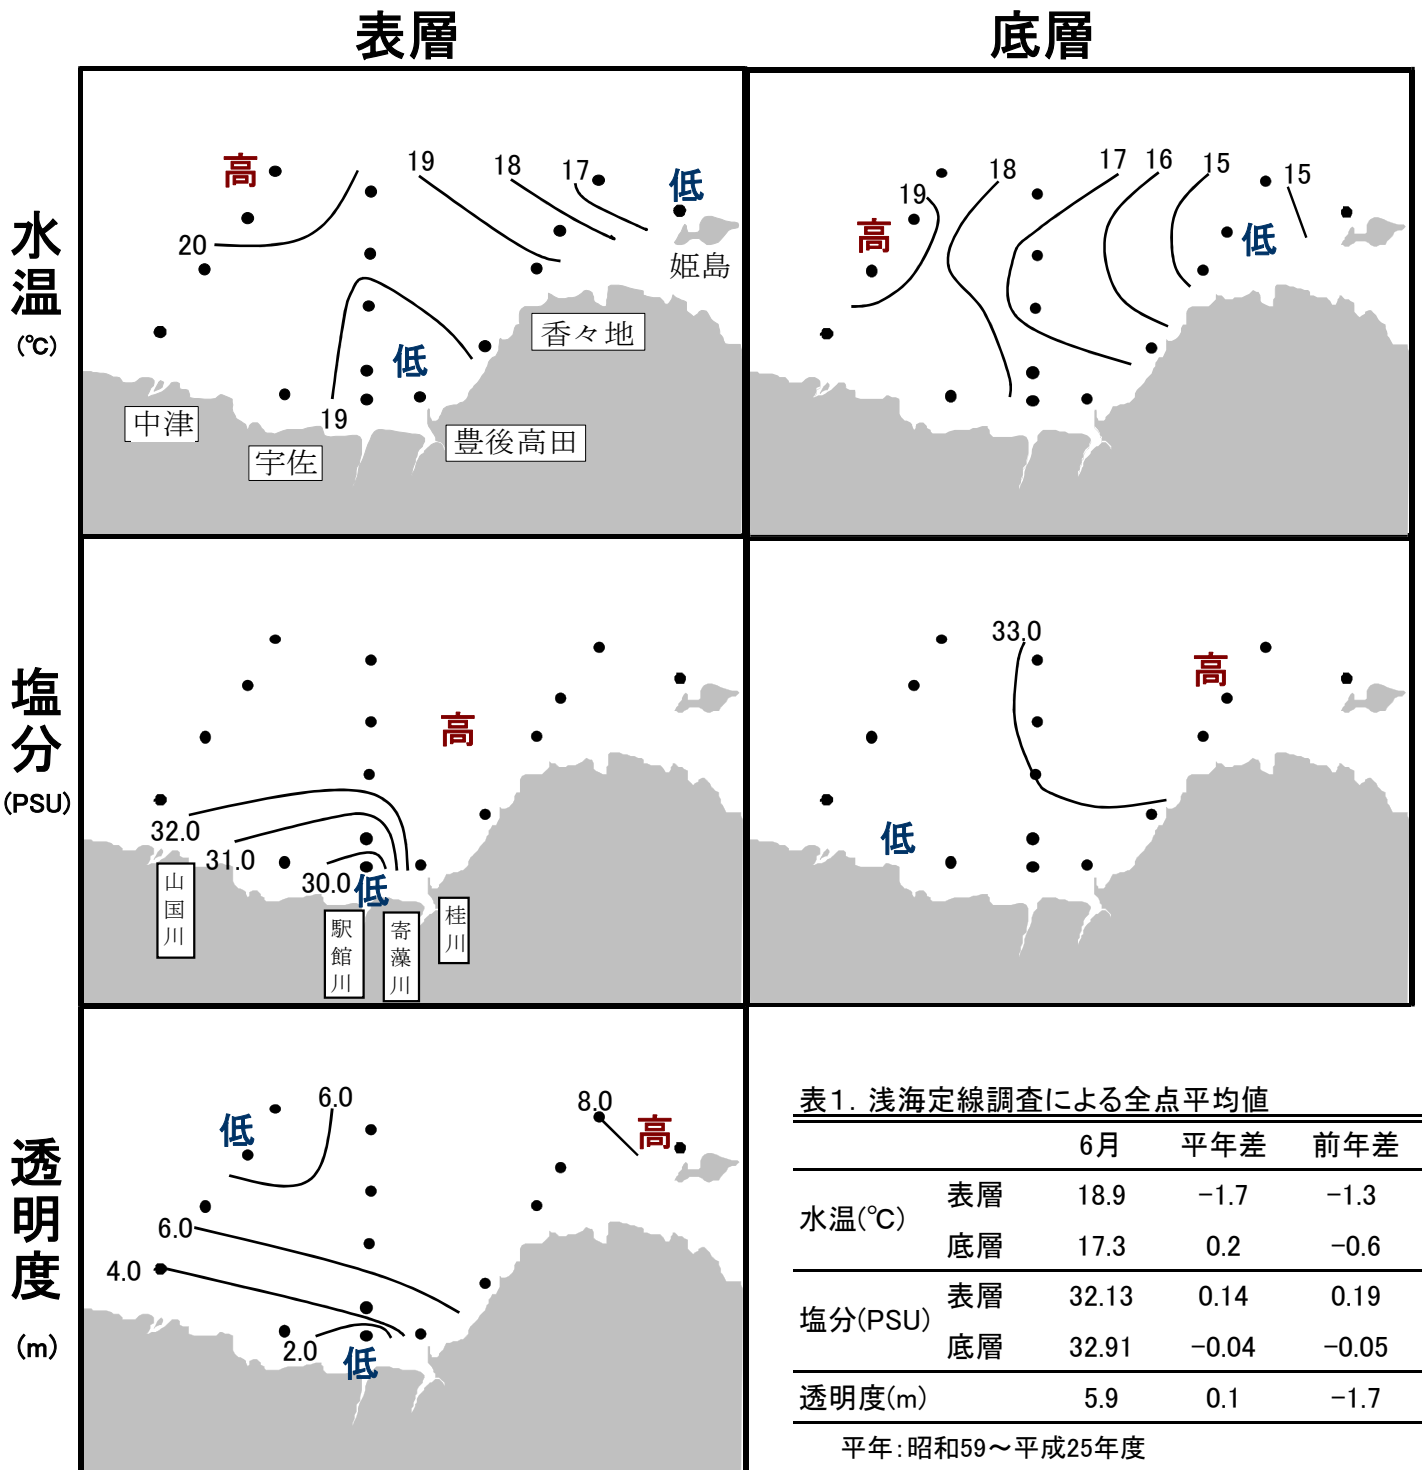 表層
底層
水温
(℃)
高
20
19
18
17
低
姫島
香々地
低
19
中津
宇佐
豊後高田
高
19
18
17
16
15
低
15
塩分
(PSU)
高
32.0
31.0
30.0
低
山国川
駅館川
寄藻川
桂川
33.0
高
低
透明度
(m)
低
6.0
8.0
高
6.0
4.0
2.0
低
表1. 浅海定線調査による全点平均値
6月 平年差 前年差
水温(℃) 表層 18.9 -1.7 -1.3
底層 17.3 0.2 -0.6
塩分(PSU) 表層 32.13 0.14 0.19
底層 32.91 -0.04 -0.05
透明度(m) 5.9 0.1 -1.7
平年:昭和59~平成25年度